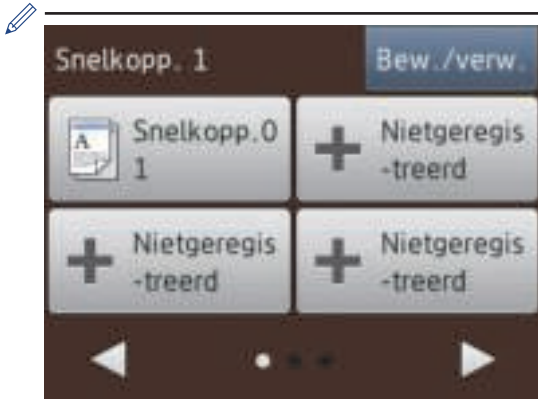 Snelkopp. 1
Bew./verw.
Snelkopp.0
1
Nietgeregis
-treerd
Nietgeregis
-treerd
Nietgeregis
-treerd